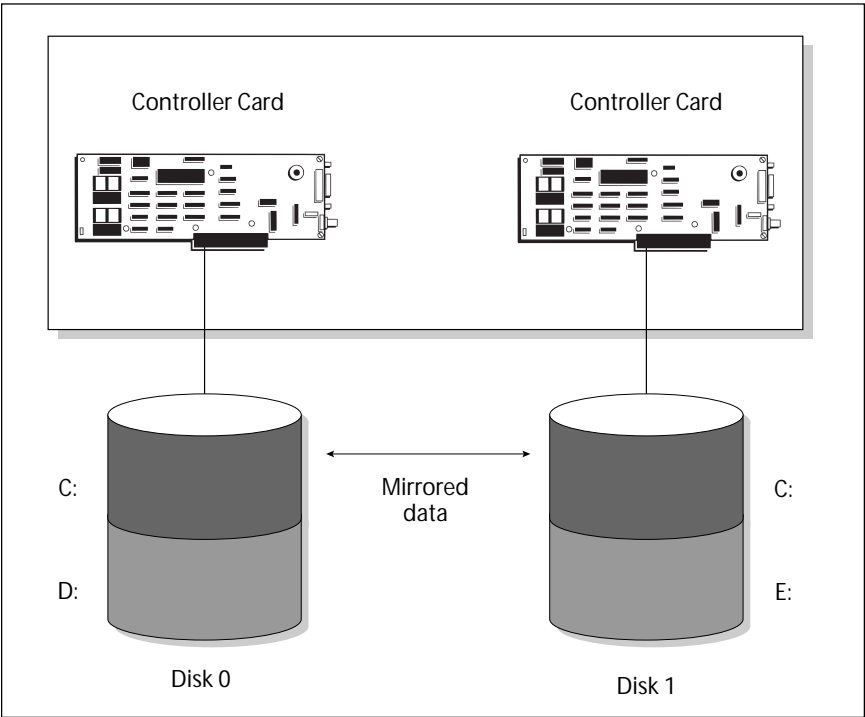 Controller Card
Controller Card
C:
Mirrored
data
C:
D:
E:
Disk 0
Disk 1